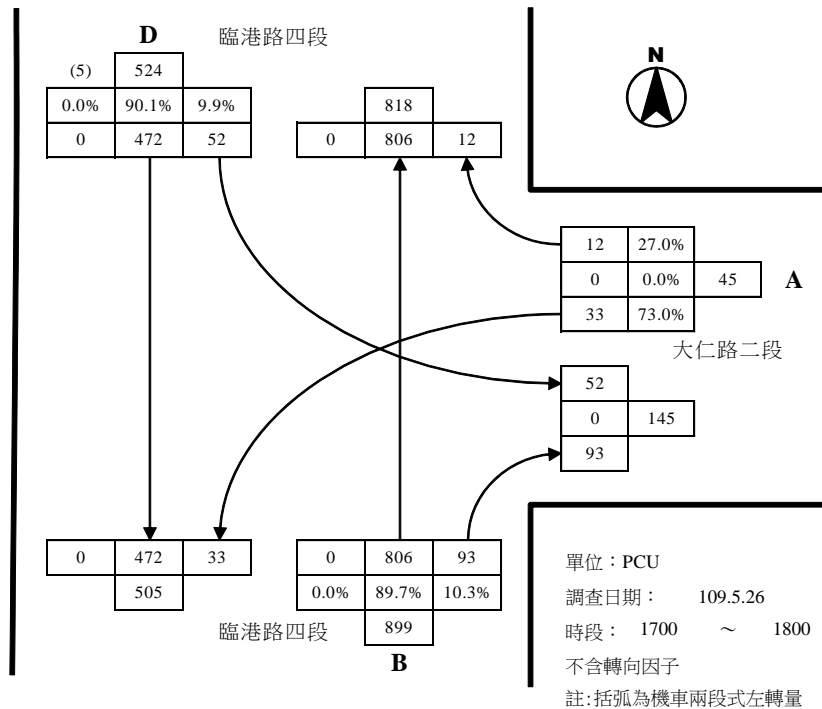 D 臨港路四段
N
(5) 524
0.0% 90.1% 9.9%
0 472 52
818
0 806 12
12 27.0%
0 0.0% 45
33 73.0%
A
大仁路二段
52
0 145
93
0 472 33
505
0 806 93
0.0% 89.7% 10.3%
899
臨港路四段
B
單位：PCU
調查日期： 109.5.26
時段： 1700 ～ 1800
不含轉向因子
註:括弧為機車兩段式左轉量